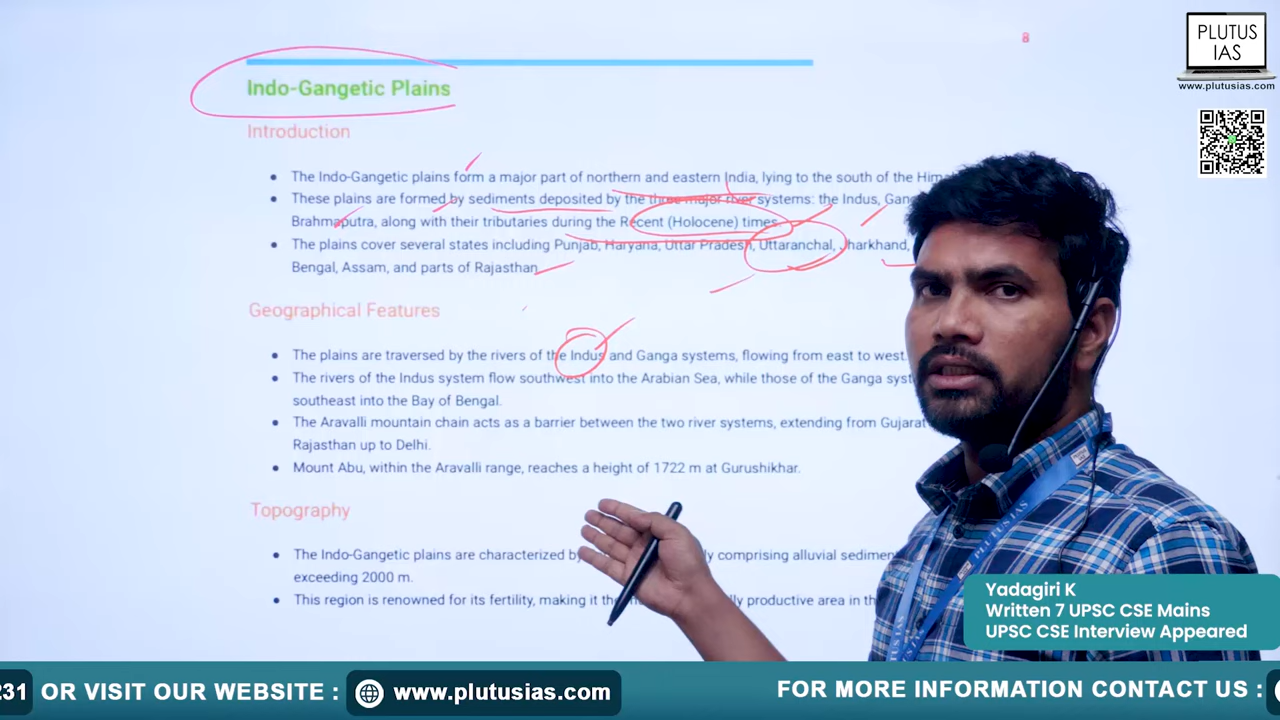 8
PLUTUS
IAS
www.plutusias.com
Indo-Gangetic Plains
Introduction
The Indo-Gangetic plains form a major part of northern and eastern India, lying to the south of the
These plains are formed by sediments deposited by the three major river systems: the Indus,
Brahmaputra, along with their tributaries during the Recent (Holocene) times.
The plains cover several states including Punjab, Haryana, Uttar Pradesh, Uttaranchal, Jharkhand,
Bengal, Assam, and parts of Rajasthan
Geographical Features
The plains are traversed by the rivers of the Indus and Ganga systems, flowing from east to west.
The rivers of the Indus system flow southwest into the Arabian Sea, while those of the Ganga
southeast into the Bay of Bengal.
The Aravalli mountain chain acts as a barrier between the two river systems, extending from Gujarat
Rajasthan up to Delhi.
Mount Abu, within the Aravalli range, reaches a height of 1722 m at Gurushikhar.
Topography
The Indo-Gangetic plains are characterized by comprising alluvial
exceeding 2000 m.
This region is renowned for its fertility, making it productive area in
PLUTUS IAS
Yadagiri K
Written 7 UPSC CSE Mains
UPSC CSE Interview Appeared
231 OR VISIT OUR WEBSITE : www.plutusias.com FOR MORE INFORMATION CONTACT US :